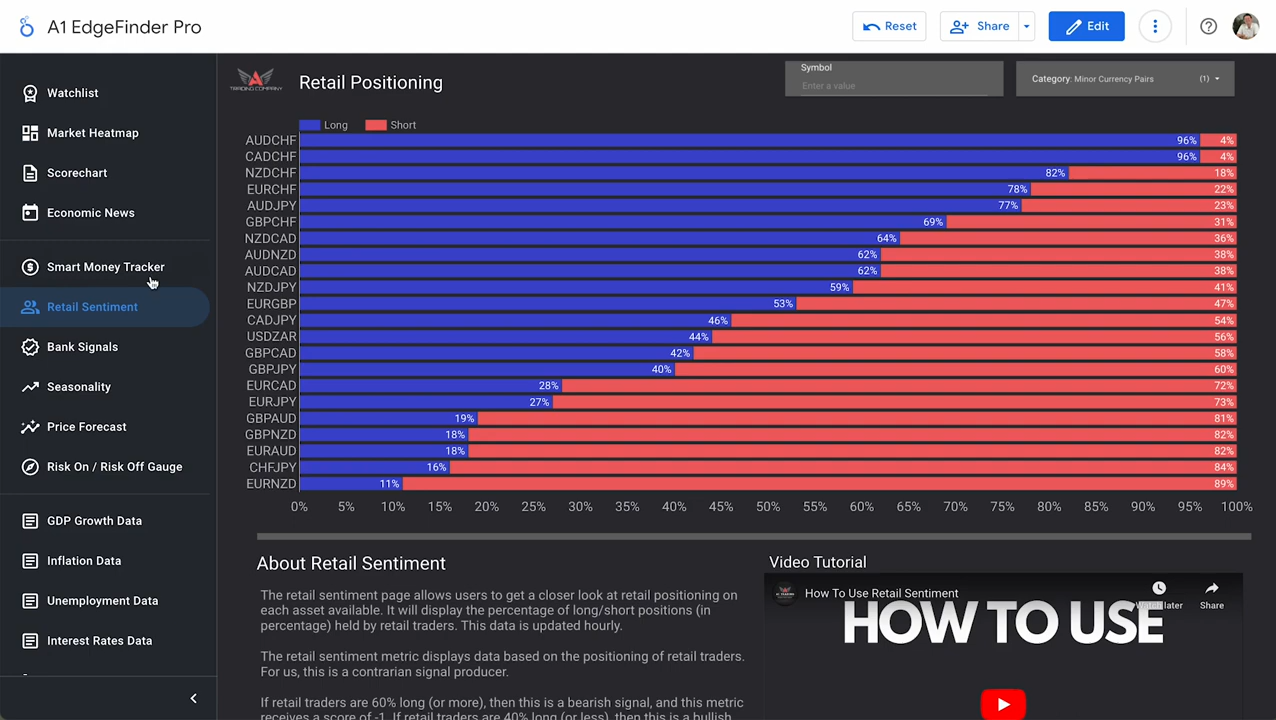 A1 EdgeFinder Pro
Reset
Share
Edit
Watchlist
Market Heatmap
Scorechart
Economic News
Smart Money Tracker
Retail Sentiment
Bank Signals
Seasonality
Price Forecast
Risk On / Risk Off Gauge
GDP Growth Data
Inflation Data
Unemployment Data
Interest Rates Data
A
TRADING COMPANY
Retail Positioning
Symbol
Enter a value
Category: Minor Currency Pairs (1)
Long Short
AUDCHF 96% 4%
CADCHF 96% 4%
NZDCHF 82% 18%
EURCHF 78% 22%
AUDJPY 77% 23%
GBPCHF 69% 31%
NZDCAD 64% 36%
AUDNZD 62% 38%
AUDCAD 62% 38%
NZDJPY 59% 41%
EURGBP 53% 47%
CADJPY 46% 54%
USDZAR 44% 56%
GBPCAD 42% 58%
GBPJPY 40% 60%
EURCAD 28% 72%
EURJPY 27% 73%
GBPAUD 19% 81%
GBPNZD 18% 82%
EURAUD 18% 82%
CHFJPY 16% 84%
EURNZD 11% 89%
0% 5% 10% 15% 20% 25% 30% 35% 40% 45% 50% 55% 60% 65% 70% 75% 80% 85% 90% 95% 100%
About Retail Sentiment
The retail sentiment page allows users to get a closer look at retail positioning on
each asset available. It will display the percentage of long/short positions (in
percentage) held by retail traders. This data is updated hourly.
The retail sentiment metric displays data based on the positioning of retail traders.
For us, this is a contrarian signal producer.
If retail traders are 60% long (or more), then this is a bearish signal, and this metric
receives a score of -1. If retail traders are 40% long (or less), then this is a bullish
Video Tutorial
How To Use Retail Sentiment
Watch later
Share
HOW TO USE